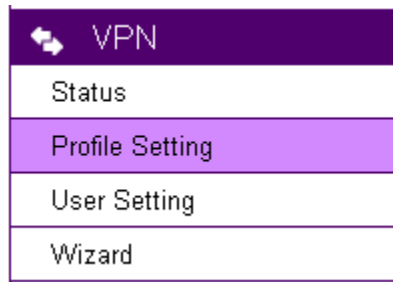 VPN
Status
Profile Setting
User Setting
Wizard